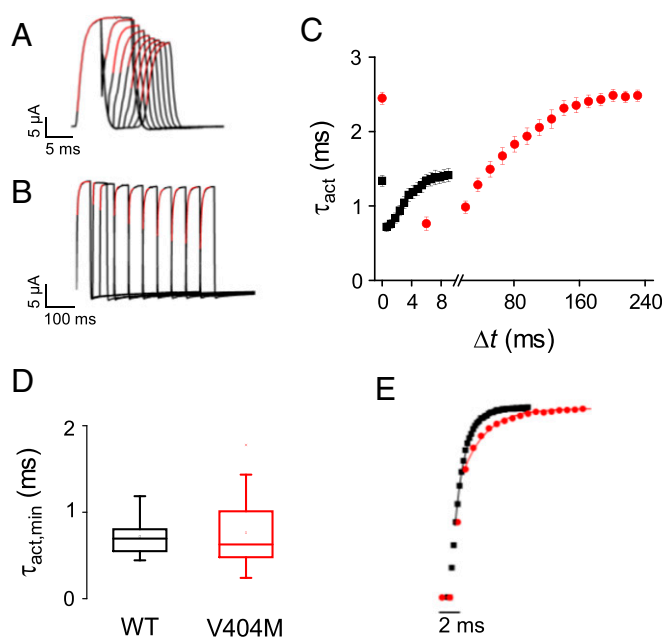 A
5 µA
5 ms
B
5 µA
100 ms
C
3
2
1
0
τact (ms)
0 4 8 80 160 240
Δt (ms)
D
2
1
0
τact,min (ms)
WT V404M
E
2 ms